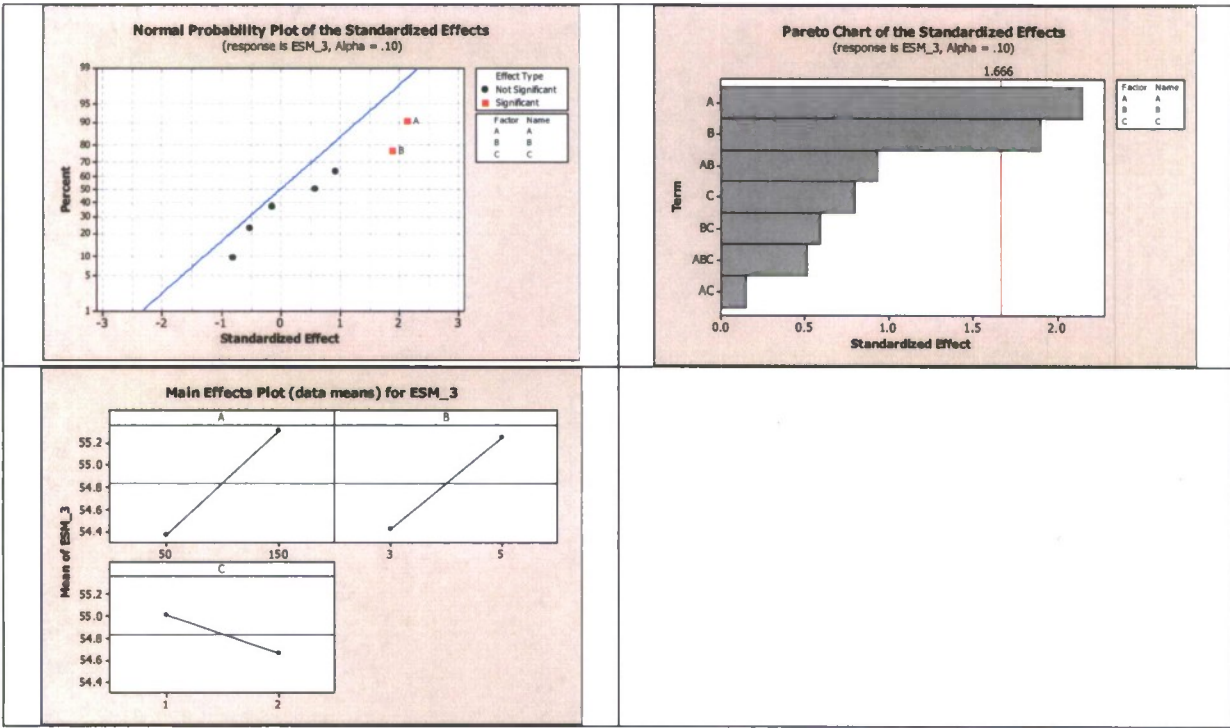 Normal Probability Plot of the Standardized Effects
(response is ESM_3, Alpha = .10)
99
95
90
80
70
60
50
40
30
20
10
5
1
Percent
-3 -2 -1 0 1 2 3
Standardized Effect
A
B
Effect Type
Not Significant
Significant
Factor Name
A A
B B
C C
Pareto Chart of the Standardized Effects
(response is ESM_3, Alpha = .10)
1.666
Term
A
B
AB
C
BC
ABC
AC
0.0 0.5 1.0 1.5 2.0
Standardized Effect
Factor Name
A A
B B
C C
Main Effects Plot (data means) for ESM_3
Mean of ESM_3
A B
55.2
55.0
54.8
54.6
54.4
50 150 3 5
C
55.2
55.0
54.8
54.6
54.4
1 2